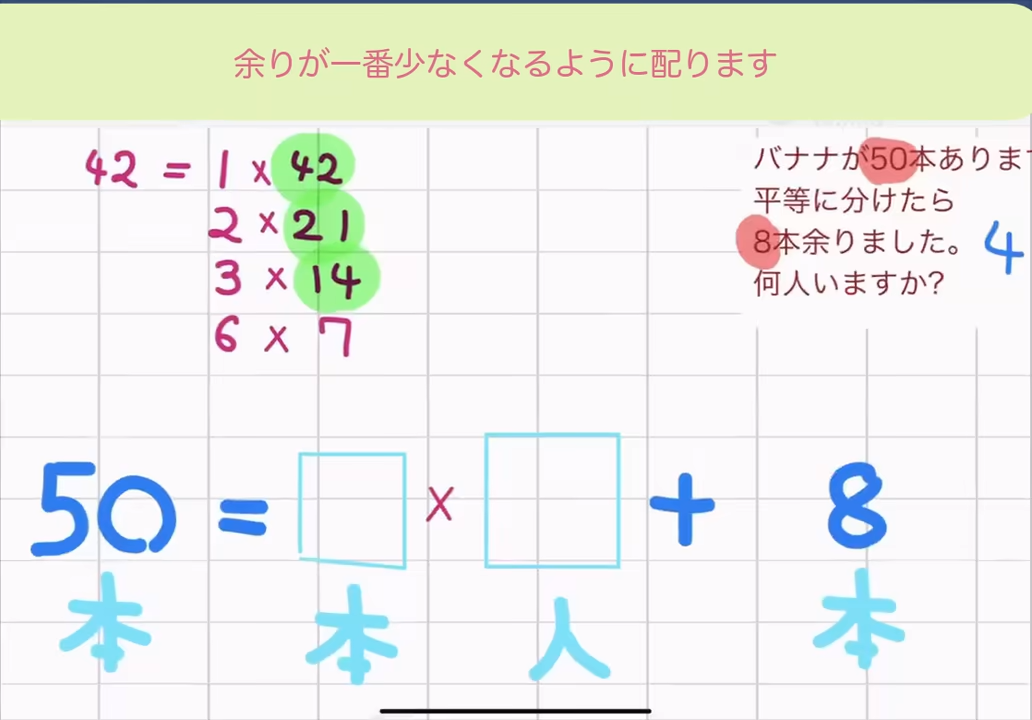 余りが一番少なくなるように配ります
42 = 1 × 42
2 × 21
3 × 14
6 × 7
バナナが50本ありま
平等に分けたら
8本余りました。
何人いますか?
4
50 = □ × □ + 8
本 本 人 本